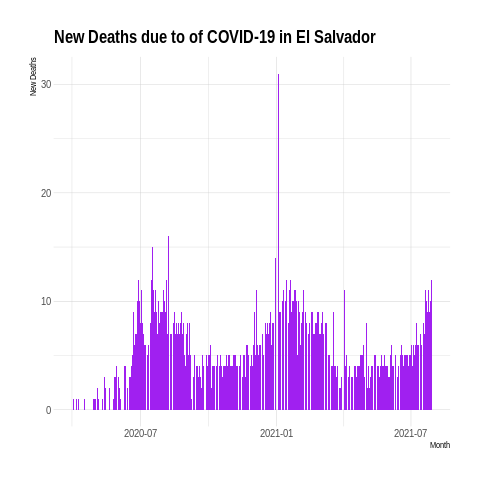 New Deaths due to of COVID-19 in El Salvador
New Deaths
30
20
10
0
2020-07
2021-01
2021-07
Month